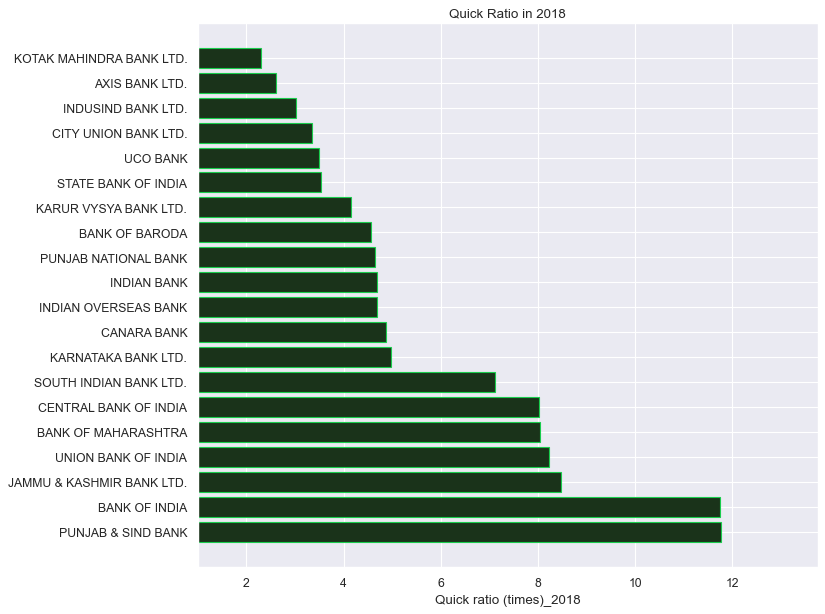 Quick Ratio in 2018
KOTAK MAHINDRA BANK LTD.
AXIS BANK LTD.
INDUSIND BANK LTD.
CITY UNION BANK LTD.
UCO BANK
STATE BANK OF INDIA
KARUR VYSYA BANK LTD.
BANK OF BARODA
PUNJAB NATIONAL BANK
INDIAN BANK
INDIAN OVERSEAS BANK
CANARA BANK
KARNATAKA BANK LTD.
SOUTH INDIAN BANK LTD.
CENTRAL BANK OF INDIA
BANK OF MAHARASHTRA
UNION BANK OF INDIA
JAMMU & KASHMIR BANK LTD.
BANK OF INDIA
PUNJAB & SIND BANK
2 4 6 8 10 12
Quick ratio (times)_2018